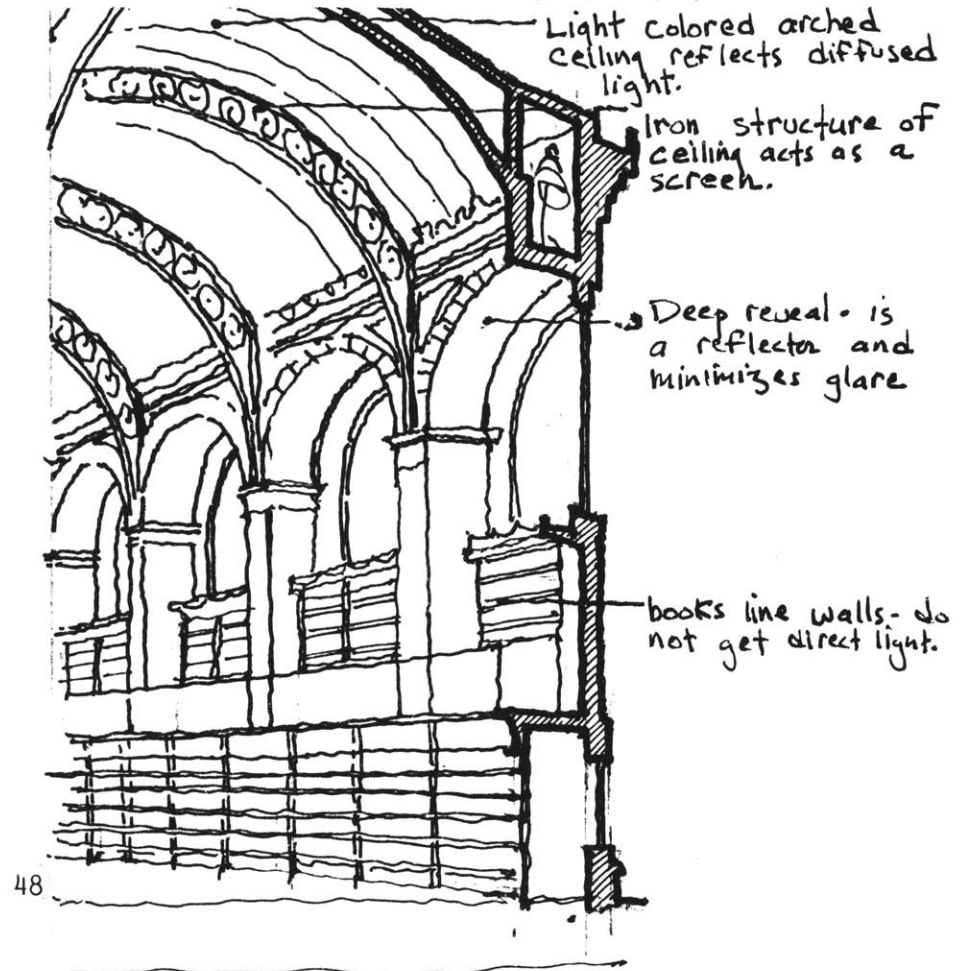 Light colored arched
ceiling reflects diffused
light.
Iron structure of
ceiling acts as a
screen.
Deep reveal - is
a reflector and
minimizes glare
books line walls - do
not get direct light.
48